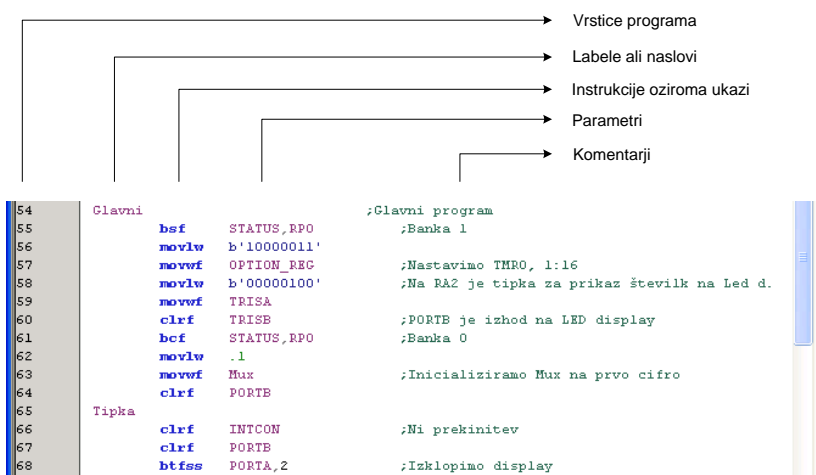 Vrstice programa
Labele ali naslovi
Instrukcije oziroma ukazi
Parametri
Komentarji
54 Glavni ;Glavni program
55 bsf STATUS,RP0 ;Banka 1
56 movlw b'10000011'
57 movwf OPTION_REG ;Nastavimo TMR0, 1:16
58 movlw b'00000100' ;Na RA2 je tipka za prikaz številk na Led d.
59 movwf TRISA
60 clrf TRISB ;PORTB je izhod na LED display
61 bcf STATUS,RP0 ;Banka 0
62 movlw .1
63 movwf Mux ;Inicializiramo Mux na prvo cifro
64 clrf PORTB
65 Tipka
66 clrf INTCON ;Ni prekinitev
67 clrf PORTB
68 btfss PORTA,2 ;Izklopimo display